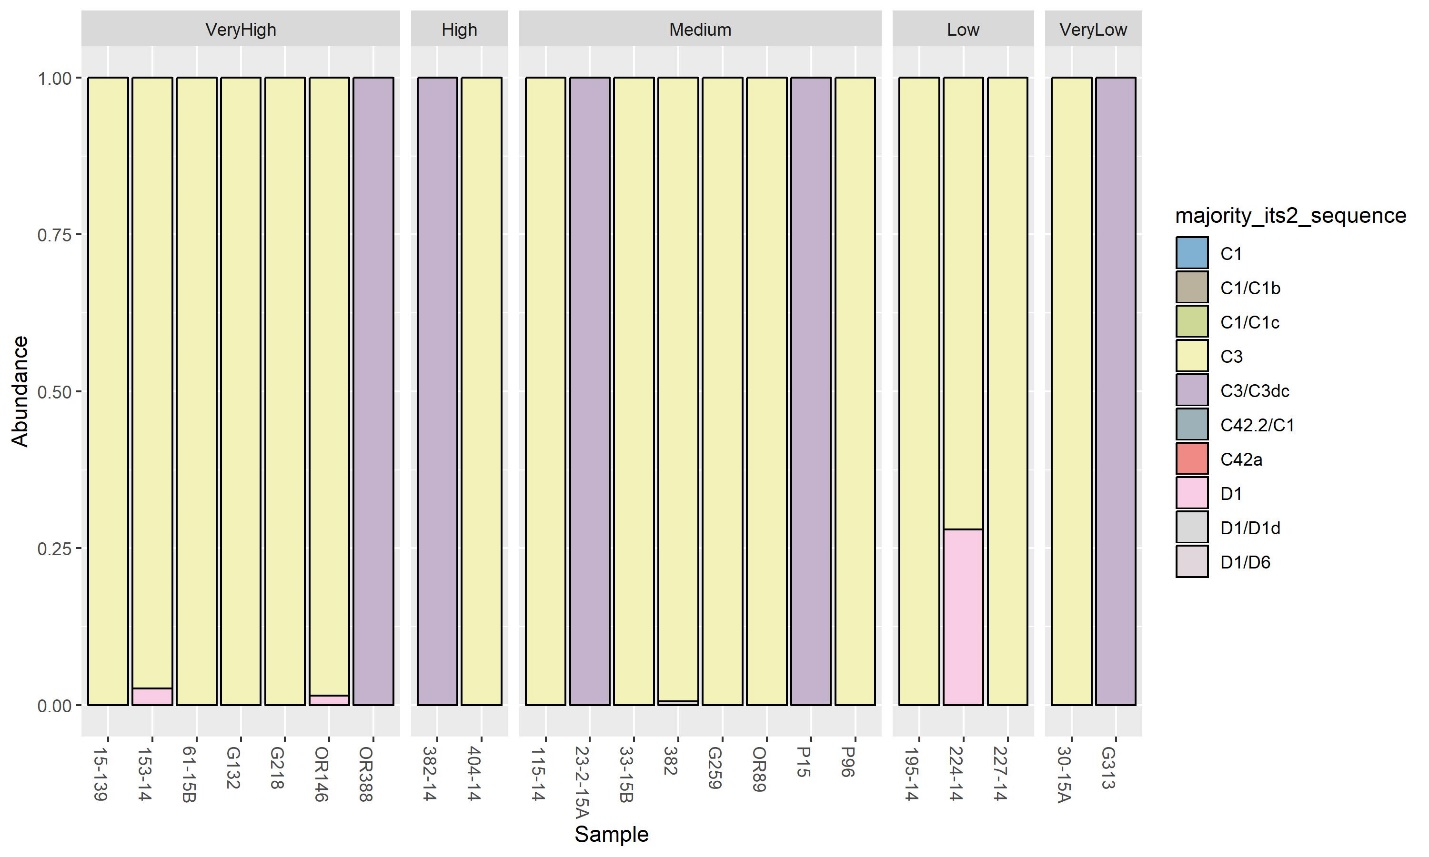 VeryHigh High Medium Low VeryLow
1.00
0.75
0.50
0.25
0.00
Abundance
15-139 153-14 61-15B G132 G218 OR146 OR388 382-14 404-14 115-14 23-2-15A 33-15B 382 G259 OR89 P15 P96 195-14 224-14 227-14 30-15A G313
Sample
majority_its2_sequence
C1
C1/C1b
C1/C1c
C3
C3/C3dc
C42.2/C1
C42a
D1
D1/D1d
D1/D6